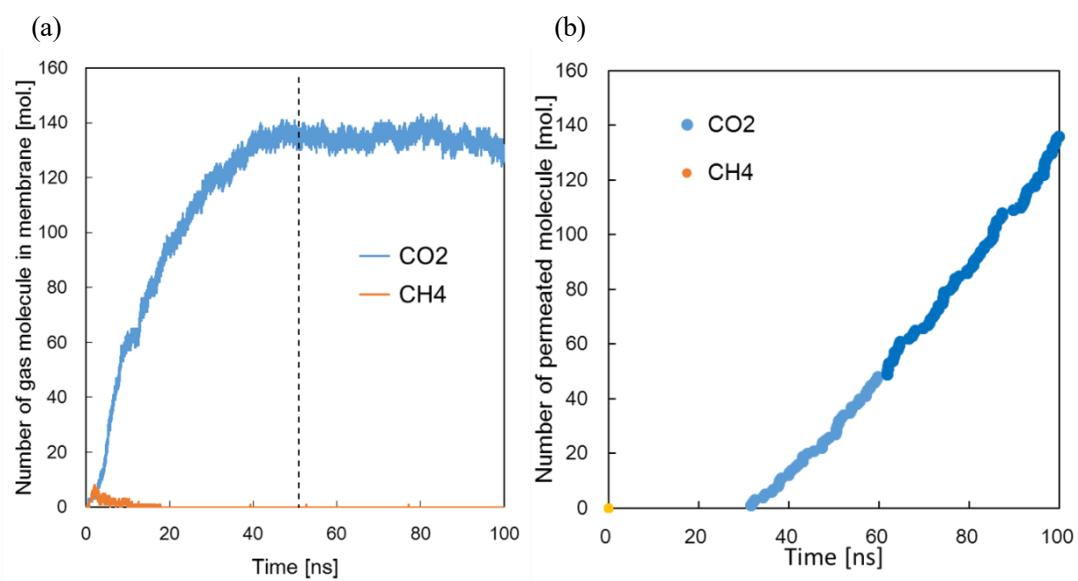 (a)
Number of gas molecule in membrane [mol.]
160
140
120
100
80
60
40
20
0
CO2
CH4
0 20 40 60 80 100
Time [ns]
(b)
Number of permeated molecule [mol.]
160
140
120
100
80
60
40
20
0
CO2
CH4
0 20 40 60 80 100
Time [ns]